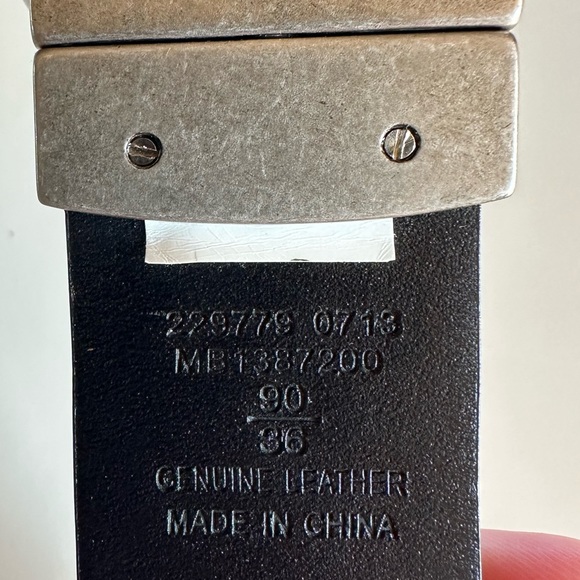 229779 0713
MB1387200
90
36
GENUINE LEATHER
MADE IN CHINA